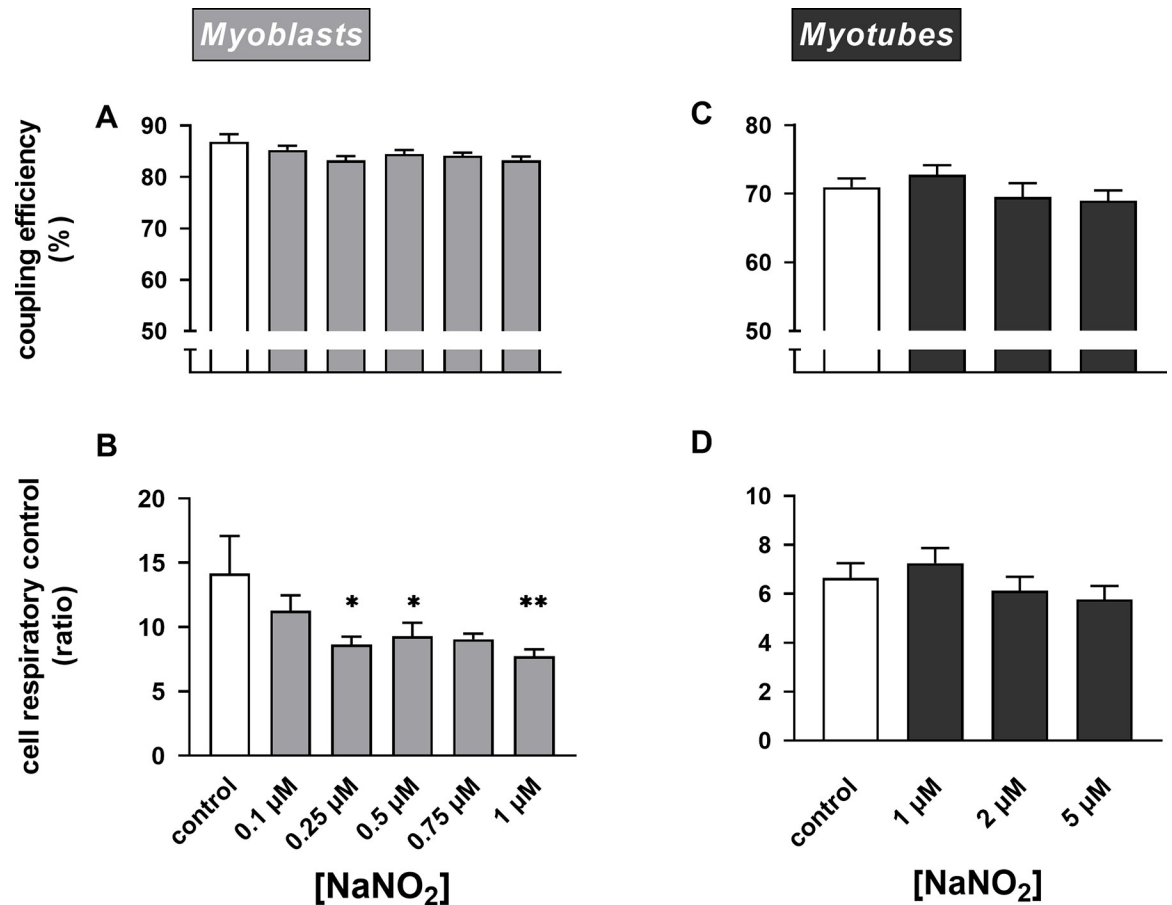 Myoblasts
Myotubes
A
coupling efficiency
(%)
90
80
70
60
50
C
80
70
60
50
B
cell respiratory control
(ratio)
20
15
10
5
0
*
*
**
control
0.1 µM
0.25 µM
0.5 µM
0.75 µM
1 µM
[NaNO₂]
D
10
8
6
4
2
0
control
1 µM
2 µM
5 µM
[NaNO₂]